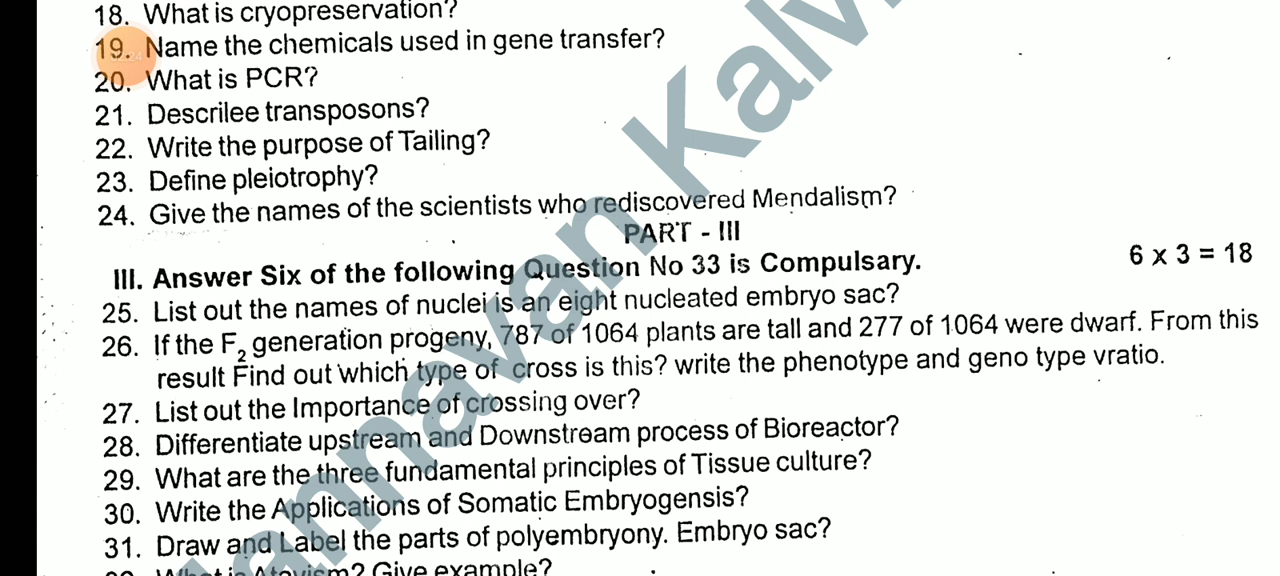 18. What is cryopreservation?
19. Name the chemicals used in gene transfer?
20. What is PCR?
21. Descrilee transposons?
22. Write the purpose of Tailing?
23. Define pleiotrophy?
24. Give the names of the scientists who rediscovered Mendalism?
PART - III
III. Answer Six of the following Question No 33 is Compulsary. 6 x 3 = 18
25. List out the names of nuclei is an eight nucleated embryo sac?
26. If the F2 generation progeny, 787 of 1064 plants are tall and 277 of 1064 were dwarf. From this
result Find out which type of cross is this? write the phenotype and geno type vratio.
27. List out the Importance of crossing over?
28. Differentiate upstream and Downstream process of Bioreactor?
29. What are the three fundamental principles of Tissue culture?
30. Write the Applications of Somatic Embryogensis?
31. Draw and Label the parts of polyembryony. Embryo sac?
What is Atavism? Give example?